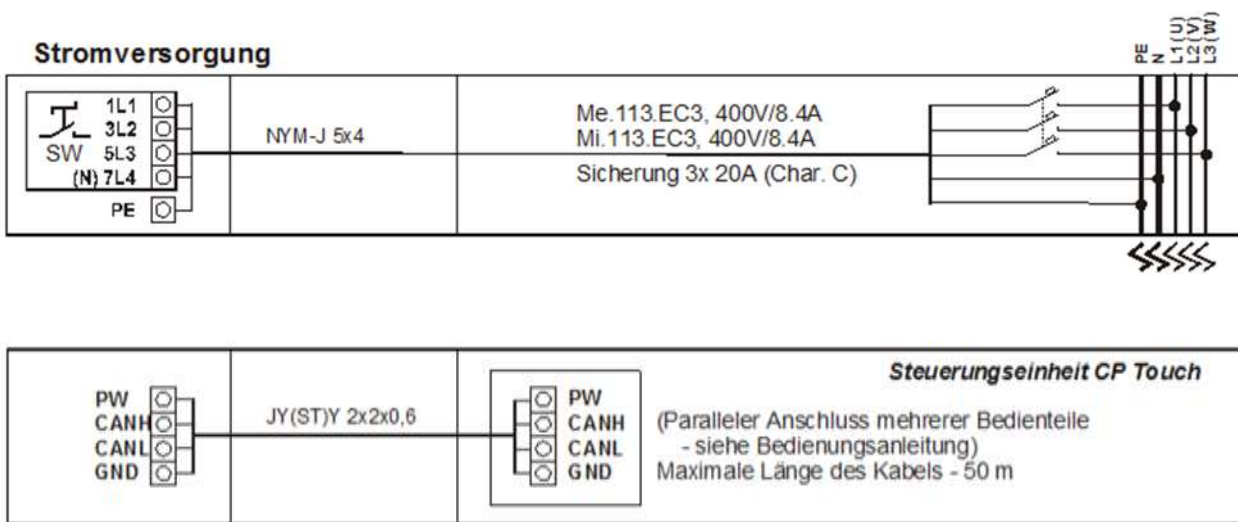 Stromversorgung
PE
N
L1(U)
L2(V)
L3(W)
1L1
3L2
SW 5L3
(N) 7L4
PE
NYM-J 5x4
Me.113.EC3, 400V/8.4A
Mi.113.EC3, 400V/8.4A
Sicherung 3x 20A (Char. C)
Steuerungseinheit CP Touch
PW
CANH
CANL
GND
JY(ST)Y 2x2x0,6
PW
CANH
CANL
GND
(Paralleler Anschluss mehrerer Bedienteile
- siehe Bedienungsanleitung)
Maximale Länge des Kabels - 50 m